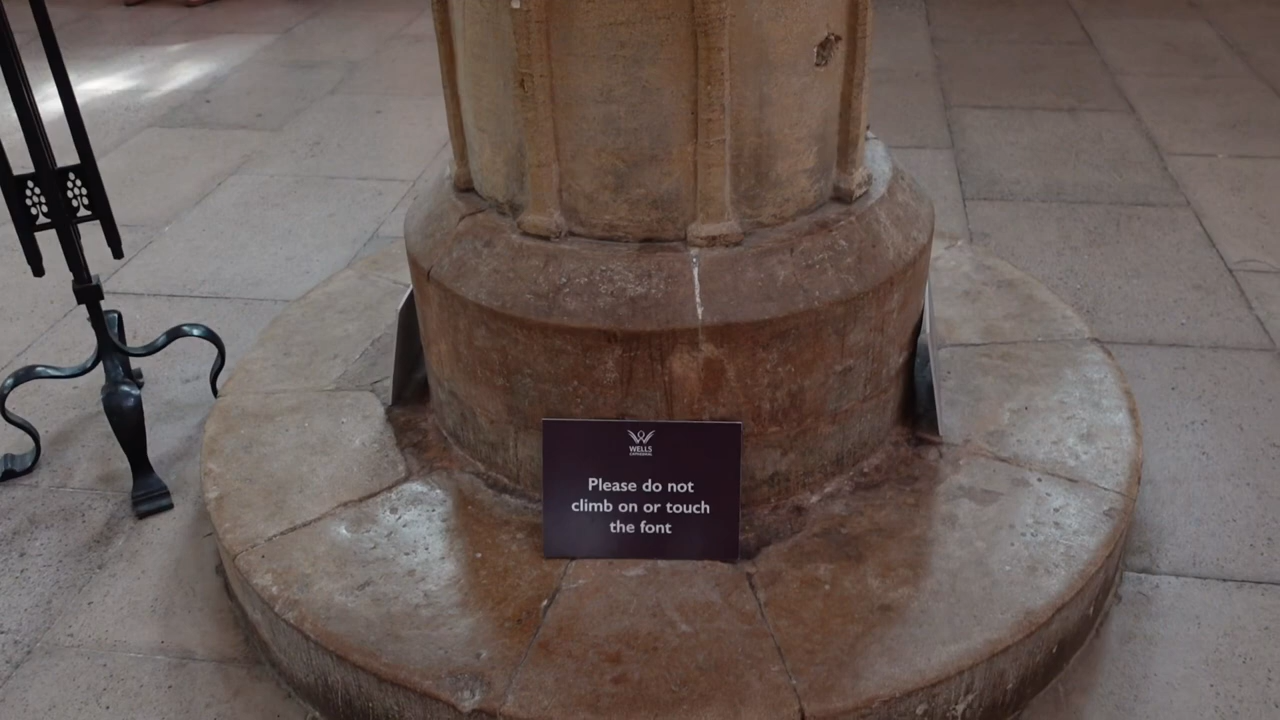 WELLS
CATHEDRAL
Please do not
climb on or touch
the font